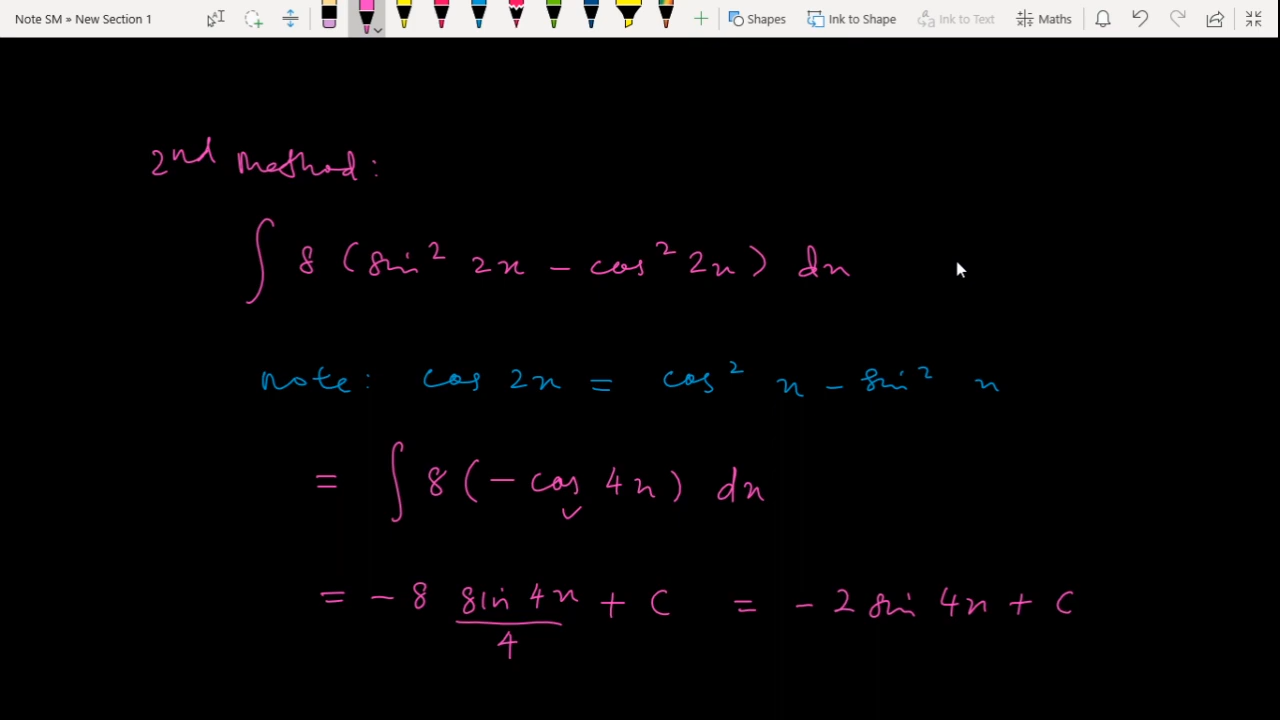 Note SM » New Section 1
Shapes
Ink to Shape
Ink to Text
Maths
2nd Method:
∫ 8 (sin² 2x − cos² 2x) dx
Note: cos 2x = cos² x − sin² x
= ∫ 8 (− cos 4x) dx
= − 8 sin 4x / 4 + C = − 2 sin 4x + C